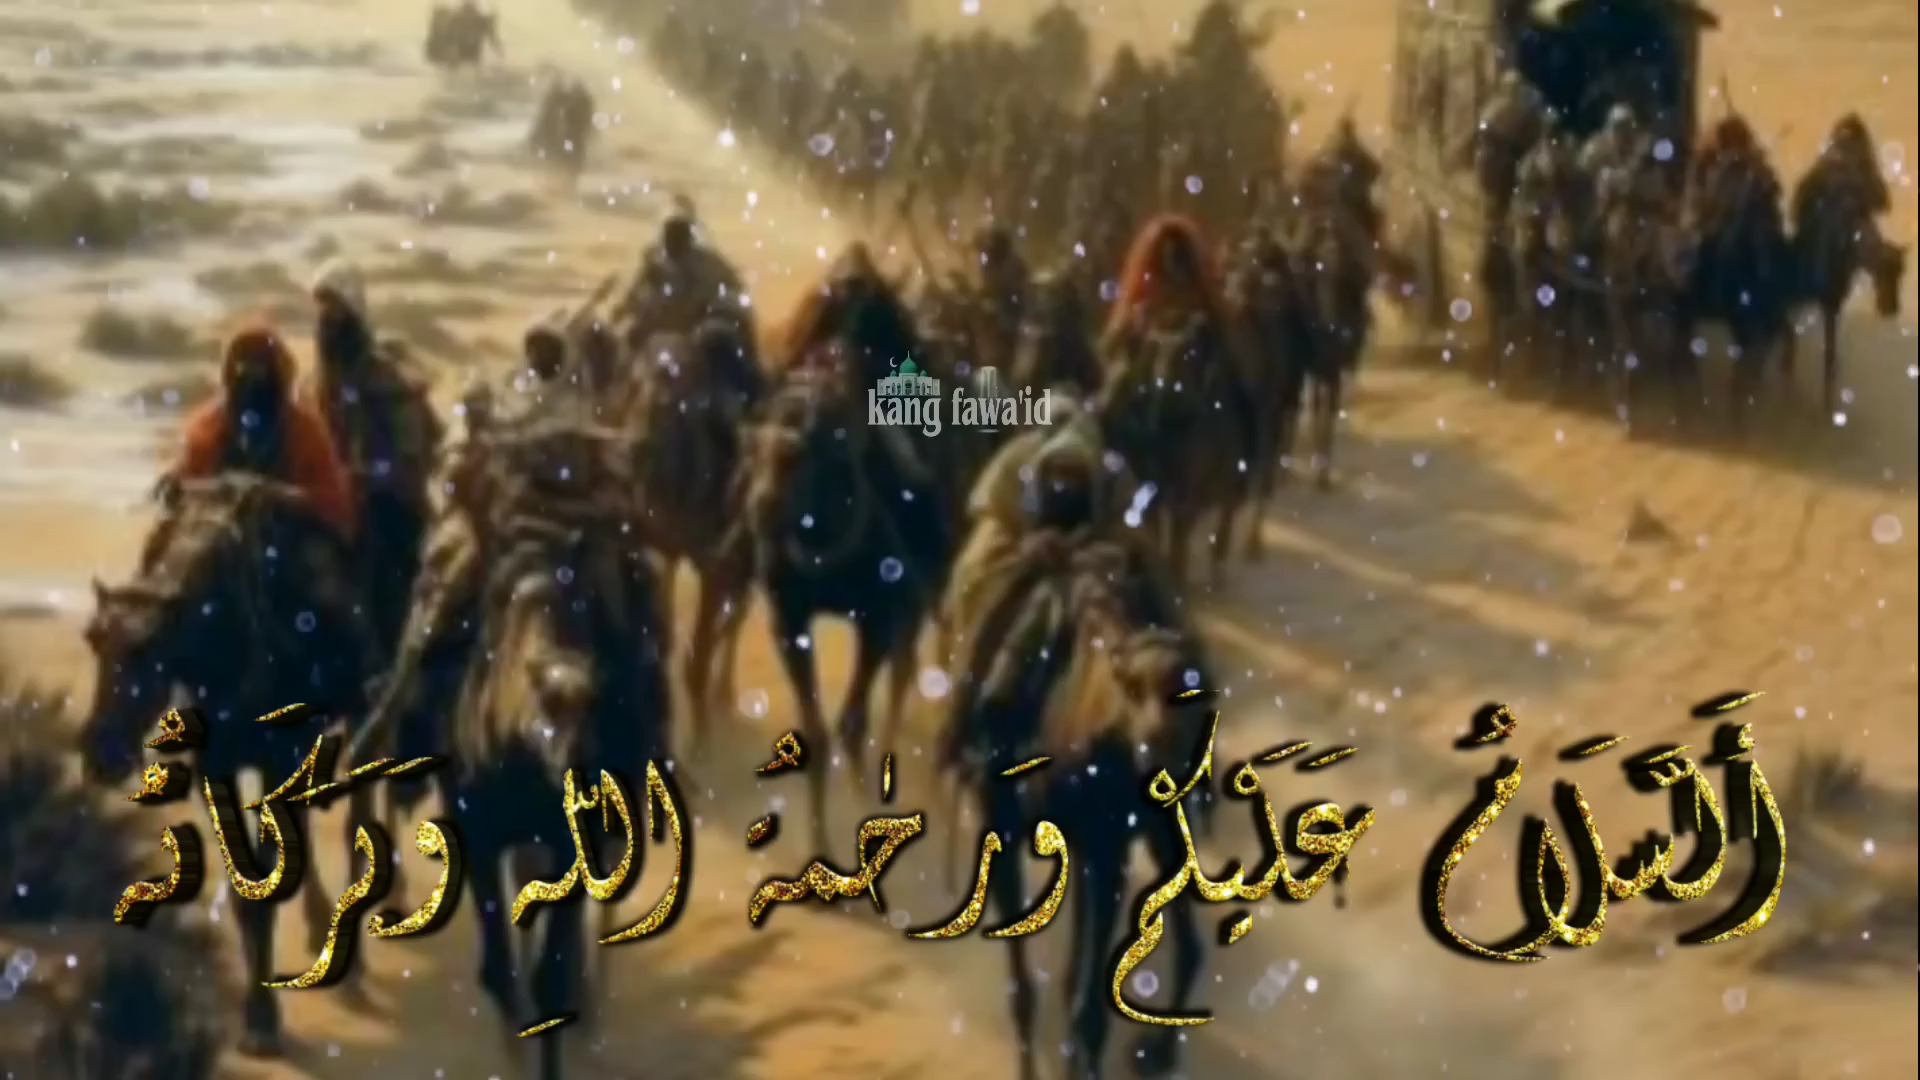 kang fawa'id
أَلسَّلَامُ عَلَيْكُمْ وَرَحْمَةُ اللهِ وَبَرَكَاتُهُ